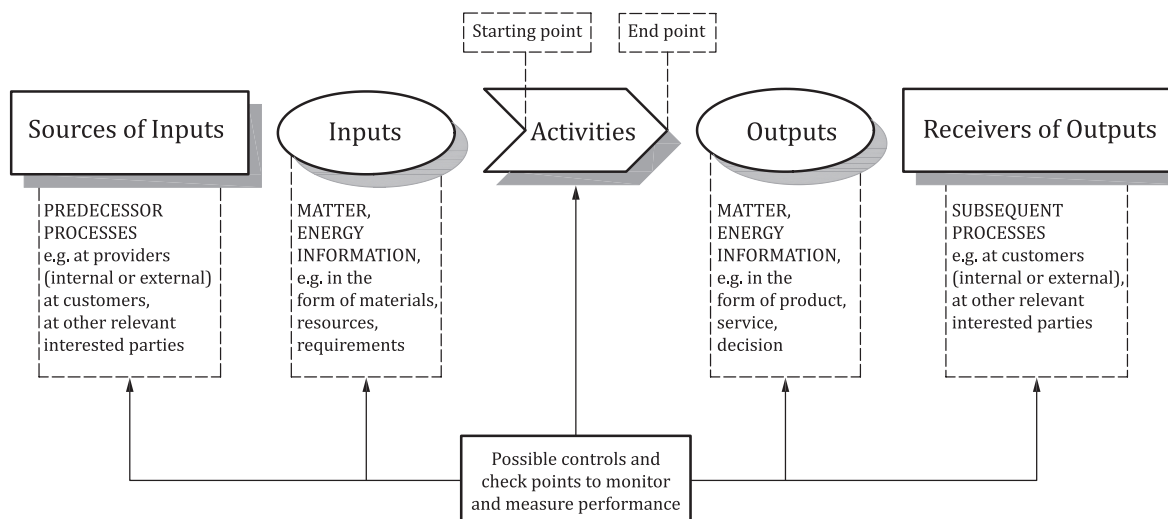 Starting point
End point
Sources of Inputs
Inputs
Activities
Outputs
Receivers of Outputs
PREDECESSOR
PROCESSES
e.g. at providers
(internal or external)
at customers,
at other relevant
interested parties
MATTER,
ENERGY
INFORMATION,
e.g. in the
form of materials,
resources,
requirements
MATTER,
ENERGY
INFORMATION,
e.g. in the
form of product,
service,
decision
SUBSEQUENT
PROCESSES
e.g. at customers
(internal or external),
at other relevant
interested parties
Possible controls and
check points to monitor
and measure performance